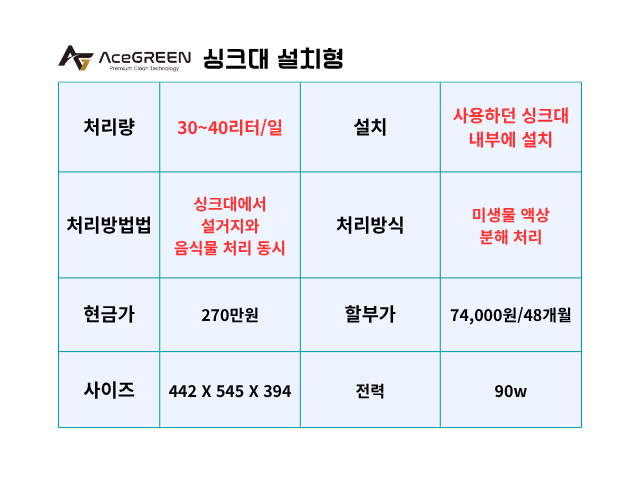 AceGREEN 싱크대 설치형
Premium Clean Technology
처리량
30~40리터/일
설치
사용하던 싱크대
내부에 설치
처리방법법
싱크대에서
설거지와
음식물 처리 동시
처리방식
미생물 액상
분해 처리
현금가
270만원
할부가
74,000원/48개월
사이즈
442 X 545 X 394
전력
90w